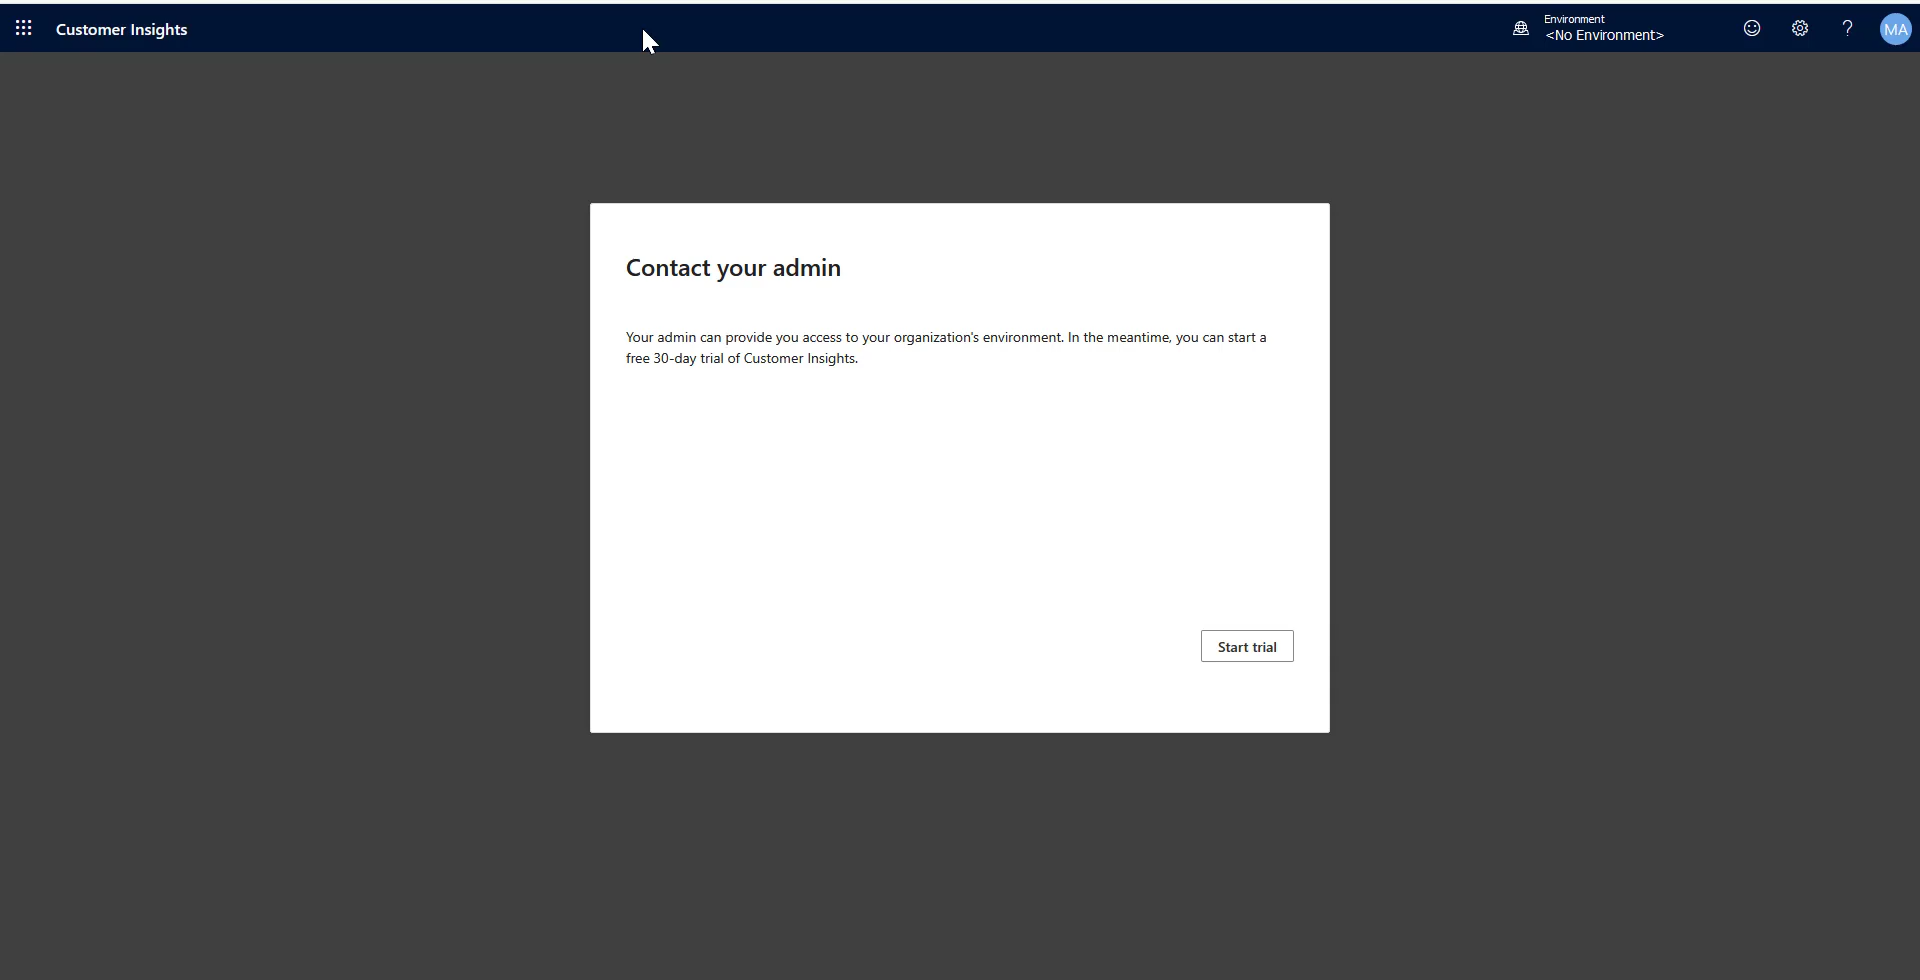 Customer Insights
Environment
<No Environment>
?
MA
Contact your admin
Your admin can provide you access to your organization's environment. In the meantime, you can start a
free 30-day trial of Customer Insights.
Start trial